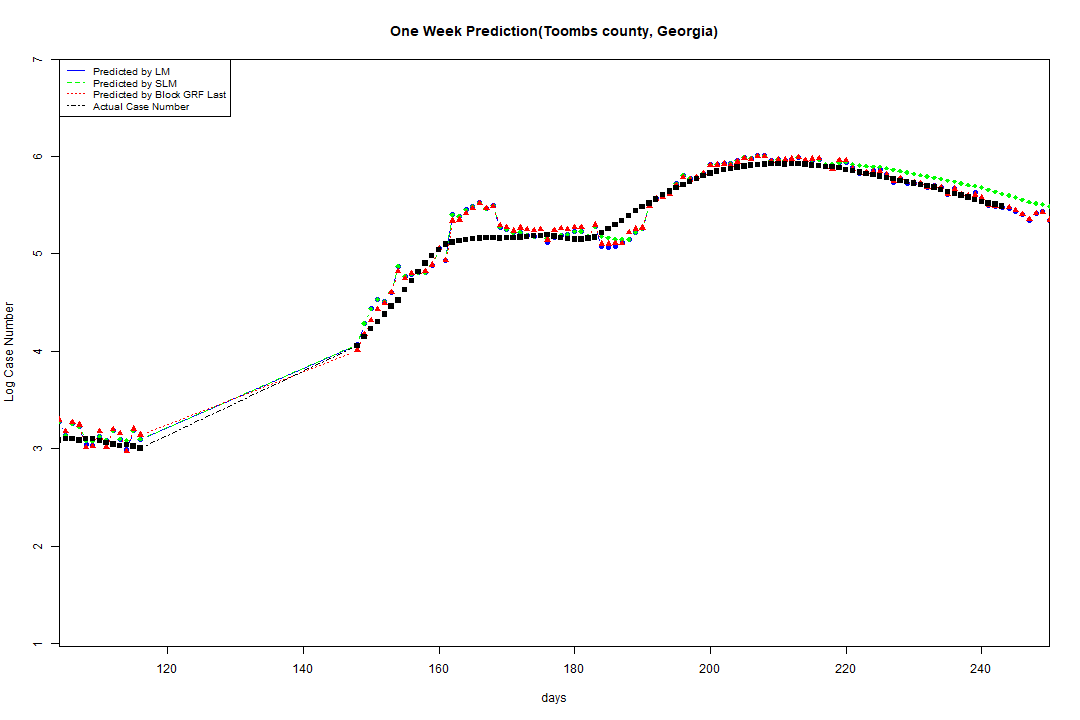 One Week Prediction(Toombs county, Georgia)
Predicted by LM
Predicted by SLM
Predicted by Block GRF Last
Actual Case Number
7
6
5
4
3
2
1
Log Case Number
120 140 160 180 200 220 240
days